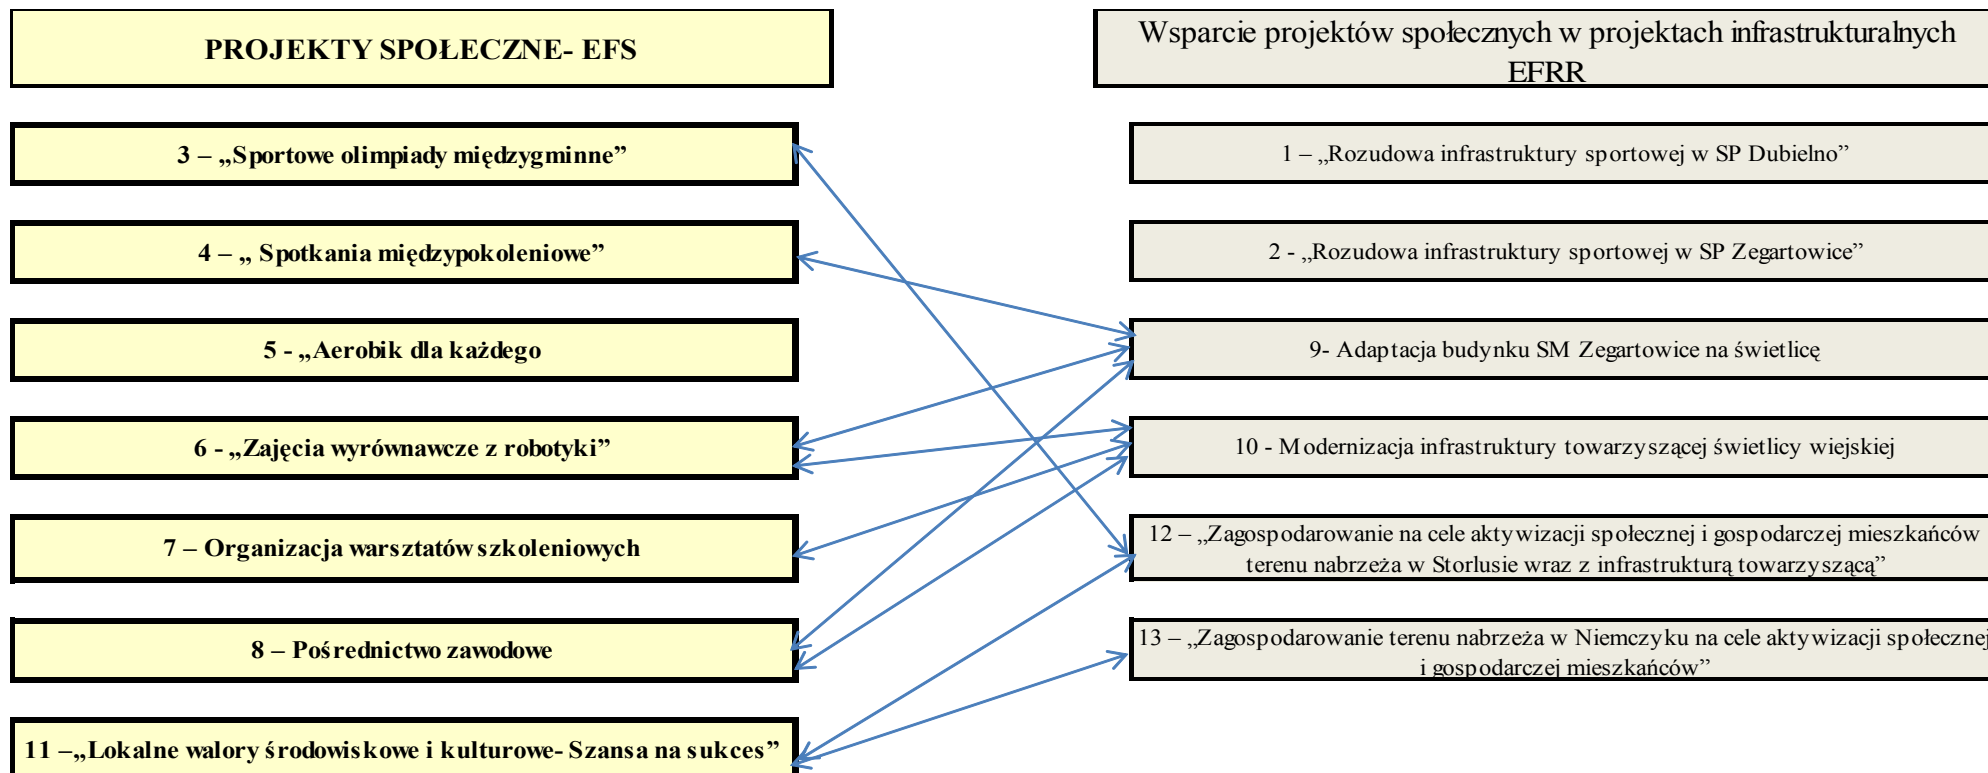 PROJEKTY SPOŁECZNE- EFS
Wsparcie projektów społecznych w projektach infrastrukturalnych
EFRR
3 – „Sportowe olimpiady międzygminne”
1 – „Rozudowa infrastruktury sportowej w SP Dubielno”
4 – „ Spotkania międzypokoleniowe”
2 - „Rozudowa infrastruktury sportowej w SP Zegartowice”
5 - „Aerobik dla każdego
9- Adaptacja budynku SM Zegartowice na świetlicę
6 - „Zajęcia wyrównawcze z robotyki”
10 - Modernizacja infrastruktury towarzyszącej świetlicy wiejskiej
7 – Organizacja warsztatów szkoleniowych
12 – „Zagospodarowanie na cele aktywizacji społecznej i gospodarczej mieszkańców
terenu nabrzeża w Storlusie wraz z infrastrukturą towarzyszącą”
8 – Pośrednictwo zawodowe
13 – „Zagospodarowanie terenu nabrzeża w Niemczyku na cele aktywizacji społecznej
i gospodarczej mieszkańców”
11 –„Lokalne walory środowiskowe i kulturowe- Szansa na sukces”